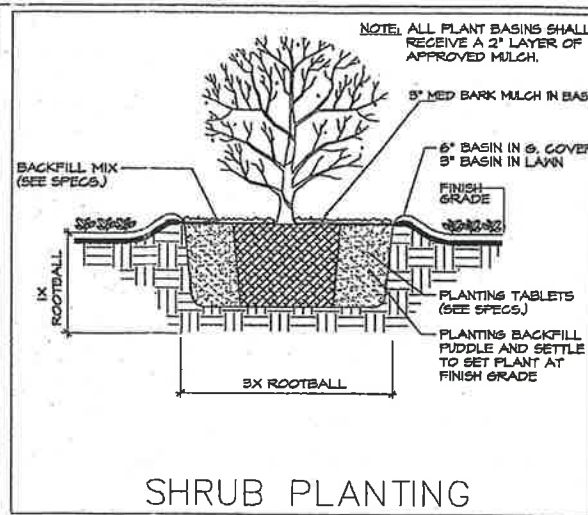 NOTE: ALL PLANT BASINS SHALL
RECEIVE A 2" LAYER OF
APPROVED MULCH.
3" MED BARK MULCH IN BAS
6" BASIN IN G. COVER
3" BASIN IN LAWN
BACKFILL MIX
(SEE SPECS.)
FINISH
GRADE
1X
ROOTBALL
PLANTING TABLETS
(SEE SPECS.)
PLANTING BACKFILL
PUDDLE AND SETTLE
TO SET PLANT AT
FINISH GRADE
3X ROOTBALL
SHRUB PLANTING